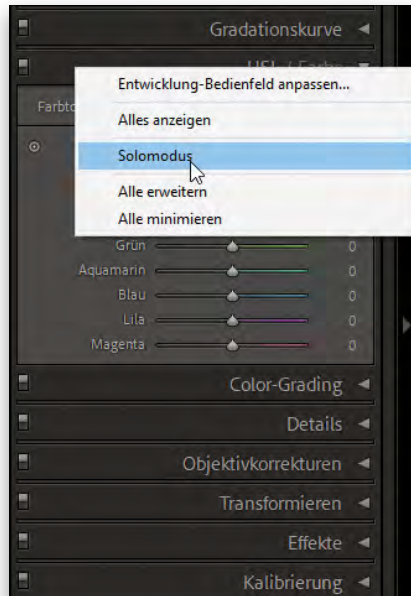 Gradationskurve
Entwicklung-Bedienfeld anpassen...
Alles anzeigen
Solomodus
Alle erweitern
Alle minimieren
Grün 0
Aquamarin 0
Blau 0
Lila 0
Magenta 0
Color-Grading
Details
Objektivkorrekturen
Transformieren
Effekte
Kalibrierung